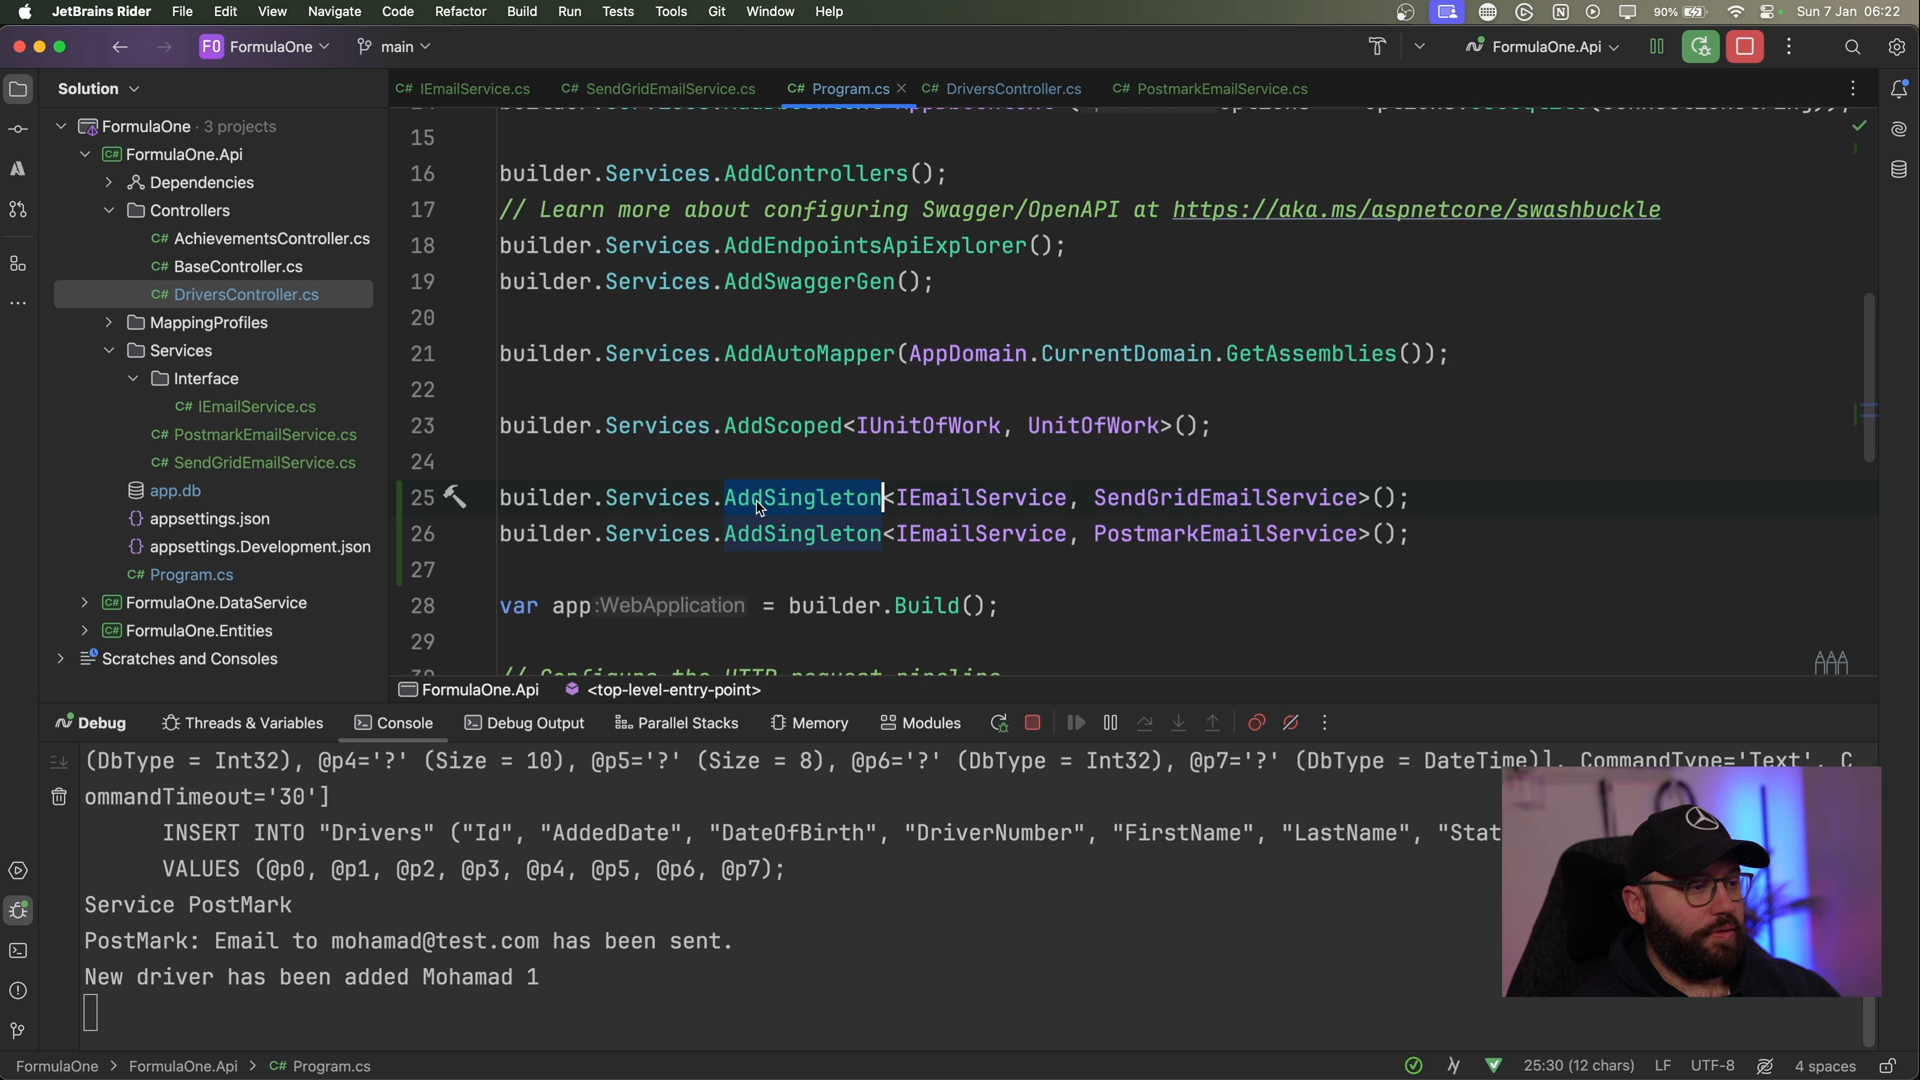 JetBrains Rider File Edit View Navigate Code Refactor Build Run Tests Tools Git Window Help 90% Sun 7 Jan 06:22
FO FormulaOne main FormulaOne.Api
Solution
C# IEmailService.cs C# SendGridEmailService.cs C# Program.cs C# DriversController.cs C# PostmarkEmailService.cs
FormulaOne · 3 projects
C# FormulaOne.Api
Dependencies
Controllers
C# AchievementsController.cs
C# BaseController.cs
C# DriversController.cs
MappingProfiles
Services
Interface
C# IEmailService.cs
C# PostmarkEmailService.cs
C# SendGridEmailService.cs
app.db
{} appsettings.json
{} appsettings.Development.json
C# Program.cs
C# FormulaOne.DataService
C# FormulaOne.Entities
Scratches and Consoles
15
16 builder.Services.AddControllers();
17 // Learn more about configuring Swagger/OpenAPI at https://aka.ms/aspnetcore/swashbuckle
18 builder.Services.AddEndpointsApiExplorer();
19 builder.Services.AddSwaggerGen();
20
21 builder.Services.AddAutoMapper(AppDomain.CurrentDomain.GetAssemblies());
22
23 builder.Services.AddScoped<IUnitOfWork, UnitOfWork>();
24
25 builder.Services.AddSingleton<IEmailService, SendGridEmailService>();
26 builder.Services.AddSingleton<IEmailService, PostmarkEmailService>();
27
28 var app:WebApplication = builder.Build();
29
30 // Configure the HTTP request pipeline
FormulaOne.Api <top-level-entry-point>
Debug Threads & Variables Console Debug Output Parallel Stacks Memory Modules
(DbType = Int32), @p4='?' (Size = 10), @p5='?' (Size = 8), @p6='?' (DbType = Int32), @p7='?' (DbType = DateTime)], CommandType='Text', C
ommandTimeout='30']
INSERT INTO "Drivers" ("Id", "AddedDate", "DateOfBirth", "DriverNumber", "FirstName", "LastName", "Stat
VALUES (@p0, @p1, @p2, @p3, @p4, @p5, @p6, @p7);
Service PostMark
PostMark: Email to mohamad@test.com has been sent.
New driver has been added Mohamad 1
FormulaOne > FormulaOne.Api > C# Program.cs 25:30 (12 chars) LF UTF-8 4 spaces